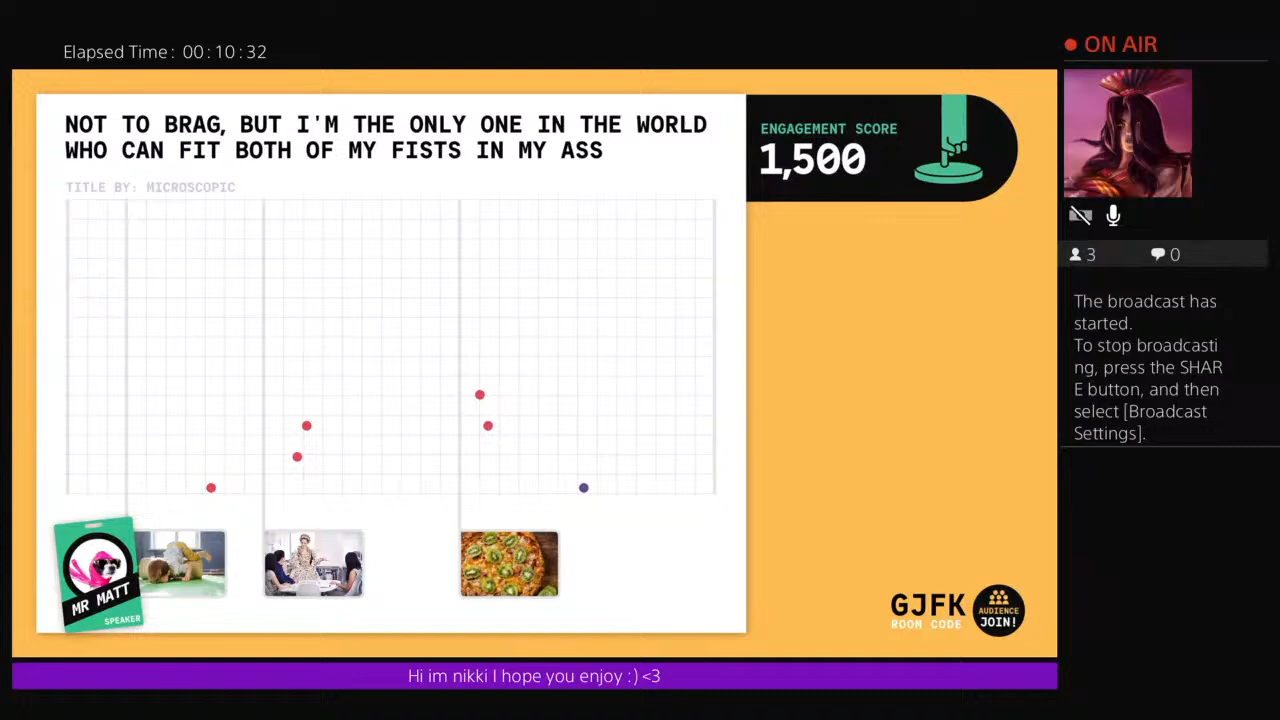 Elapsed Time: 00:10:32
ON AIR
NOT TO BRAG, BUT I'M THE ONLY ONE IN THE WORLD
WHO CAN FIT BOTH OF MY FISTS IN MY ASS
TITLE BY: MICROSCOPIC
ENGAGEMENT SCORE
1,500
3
0
The broadcast has
started.
To stop broadcasti
ng, press the SHAR
E button, and then
select [Broadcast
Settings].
MR MATT
SPEAKER
GJFK
ROOM CODE
AUDIENCE
JOIN!
Hi im nikki I hope you enjoy :) <3